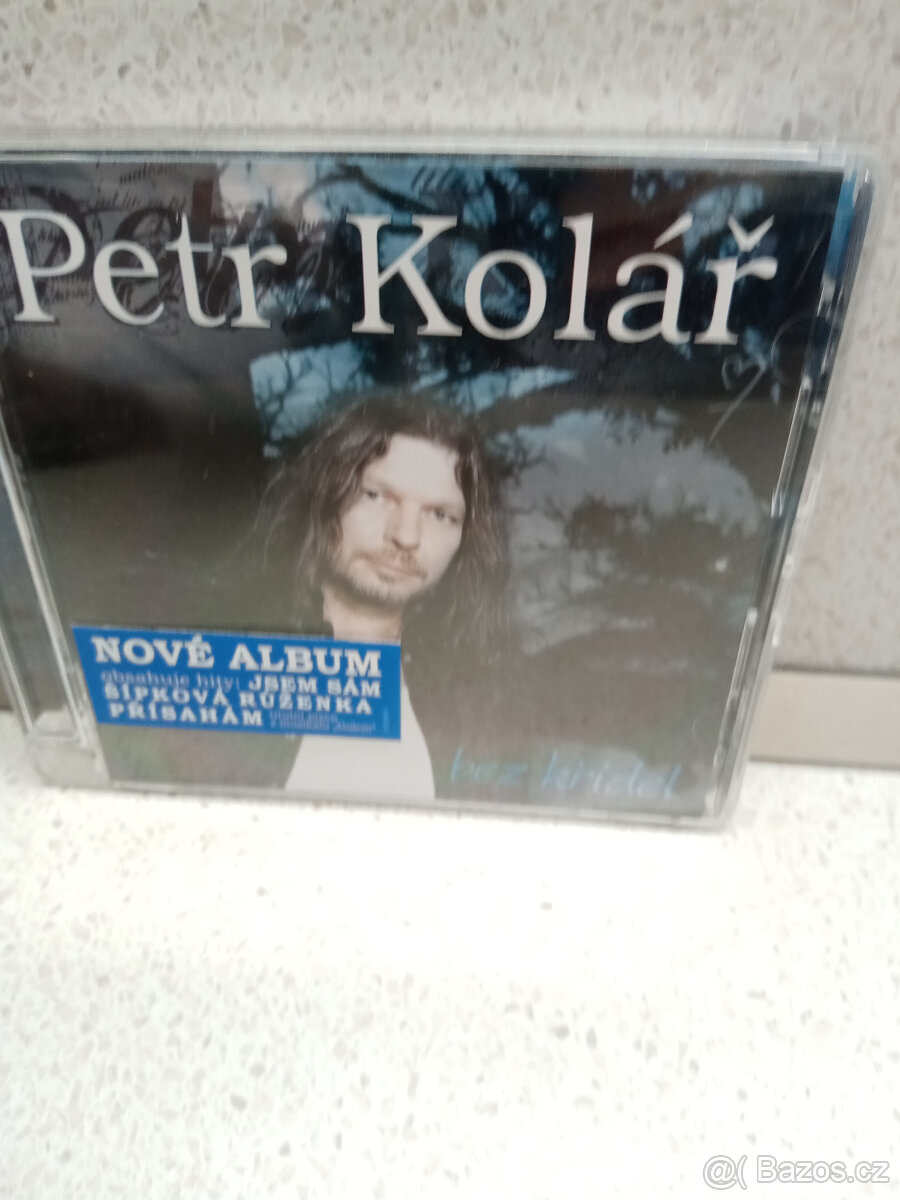 Petr Kolář
NOVÉ ALBUM
obsahuje hity: JSEM SÁM
ŠÍPKOVÁ RŮŽENKA
PŘÍSAHÁM
bez křídel
@( Bazos.cz